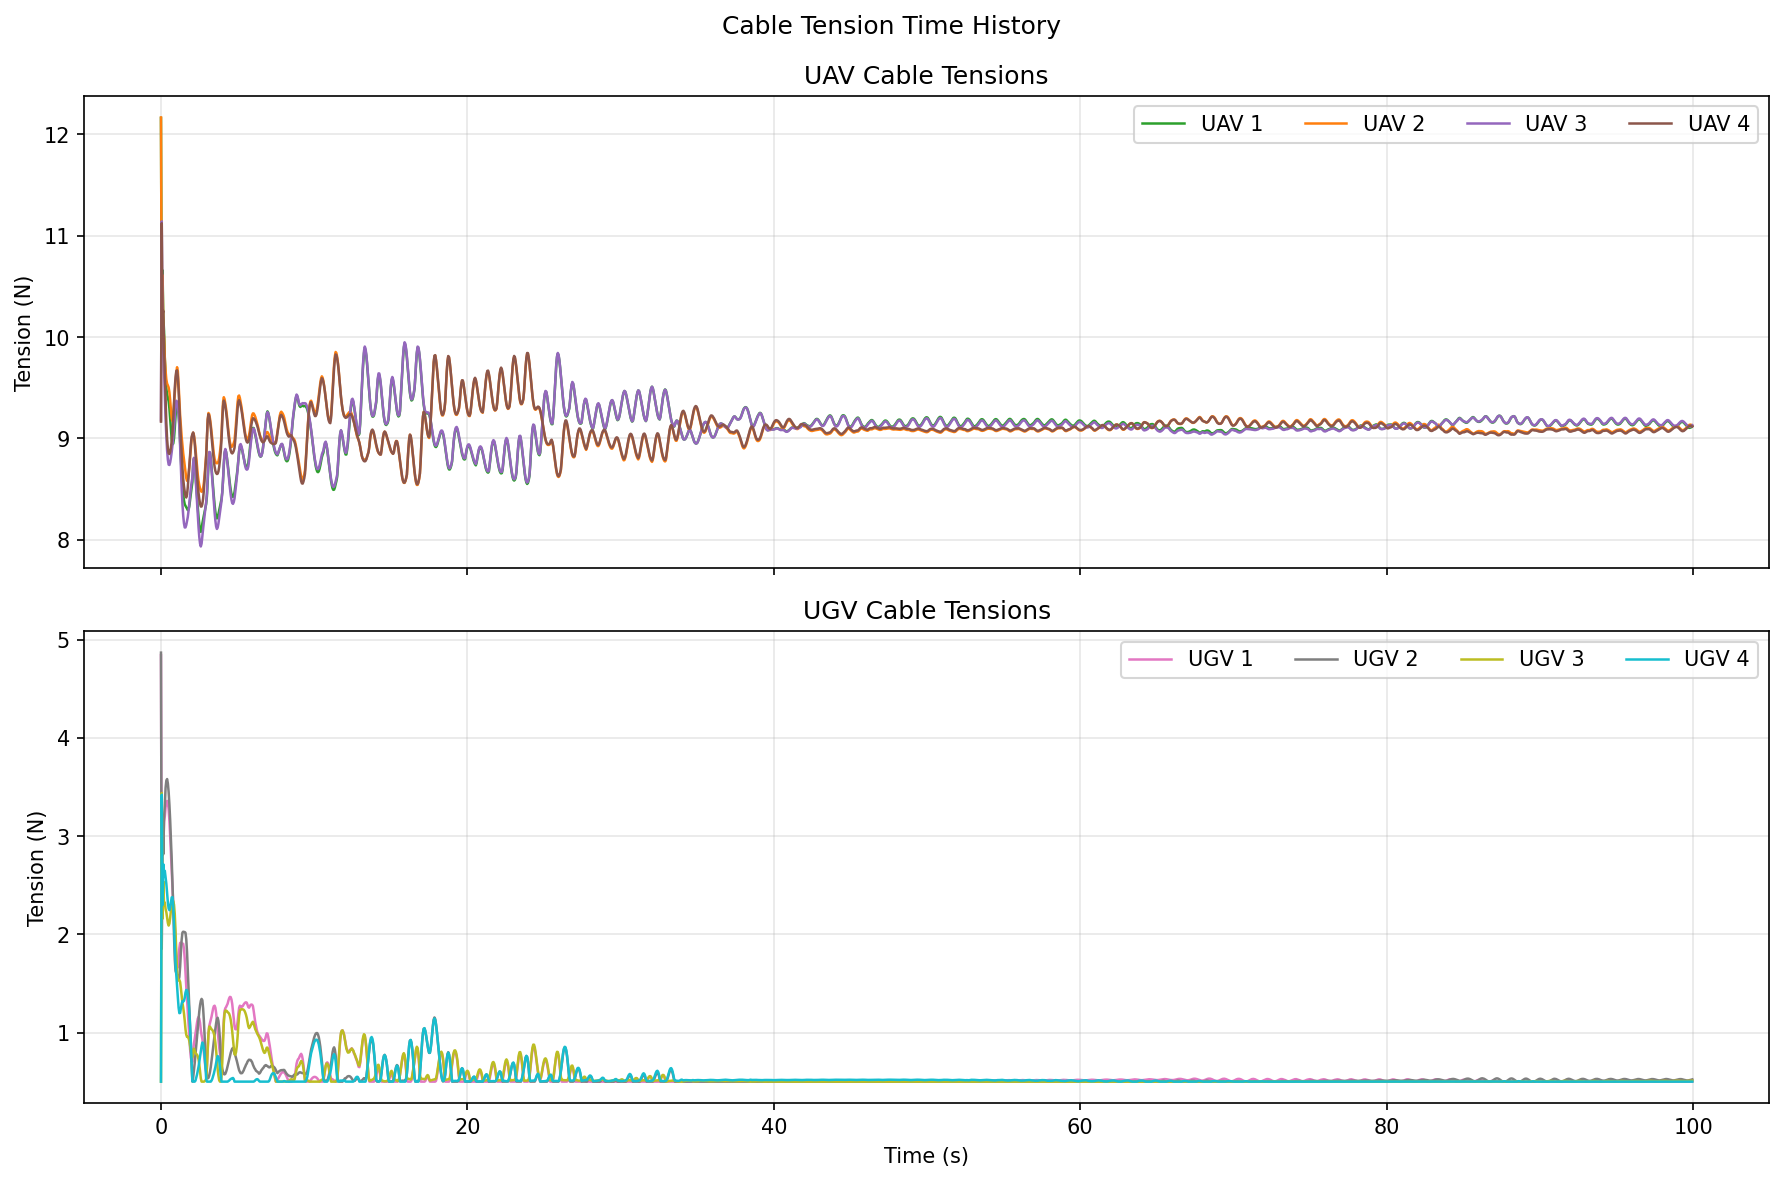 Cable Tension Time History
UAV Cable Tensions
UAV 1 UAV 2 UAV 3 UAV 4
12
11
10
9
8
Tension (N)
UGV Cable Tensions
UGV 1 UGV 2 UGV 3 UGV 4
5
4
3
2
1
Tension (N)
0 20 40 60 80 100
Time (s)